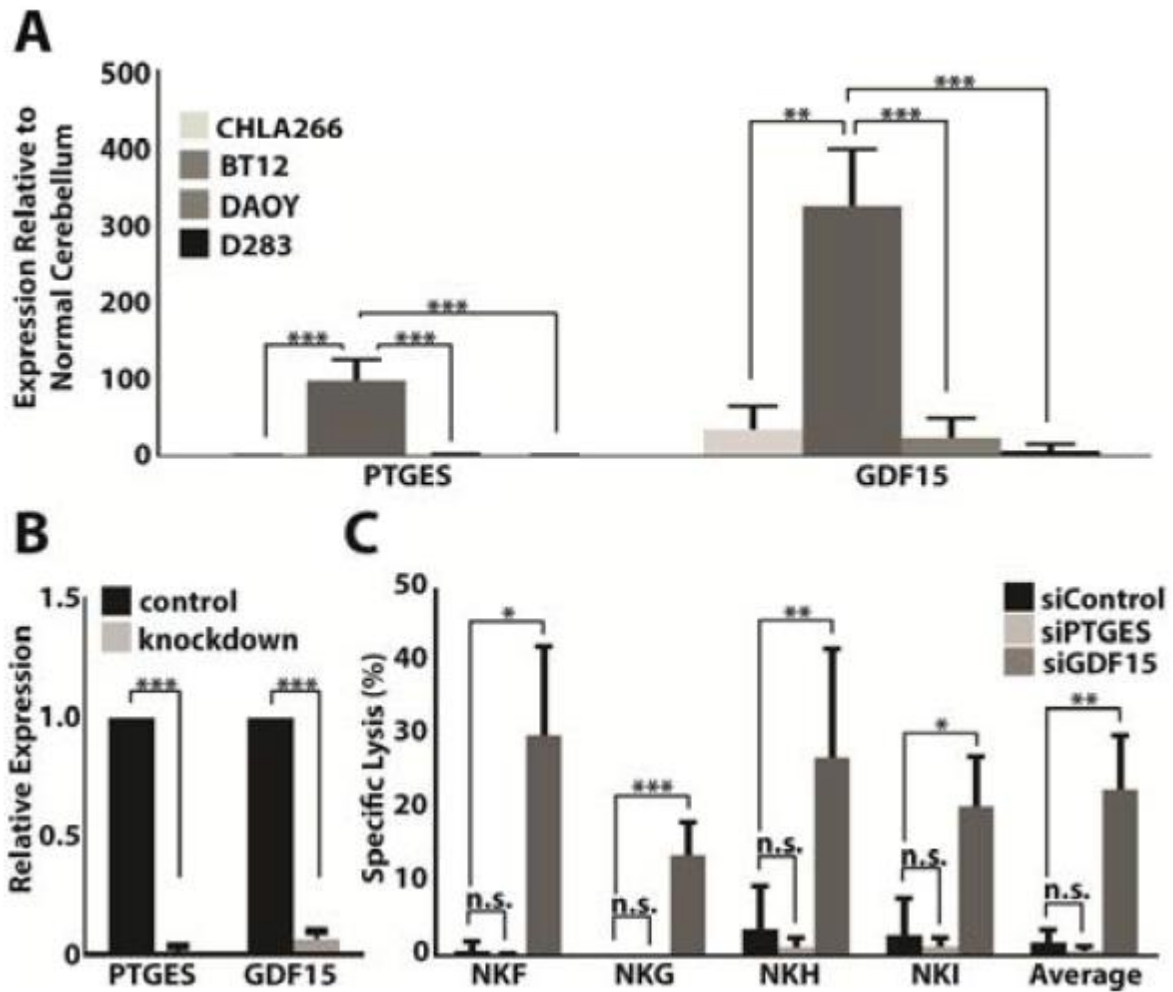 A
Expression Relative to
Normal Cerebellum
500
400
300
200
100
0
CHLA266
BT12
DAOY
D283
***
***
***
**
***
***
PTGES
GDF15
B
Relative Expression
1.5
1.0
0.5
0
control
knockdown
***
***
PTGES
GDF15
C
Specific Lysis (%)
50
40
30
20
10
0
siControl
siPTGES
siGDF15
*
n.s.
***
n.s.
**
n.s.
*
n.s.
**
n.s.
NKF
NKG
NKH
NKI
Average